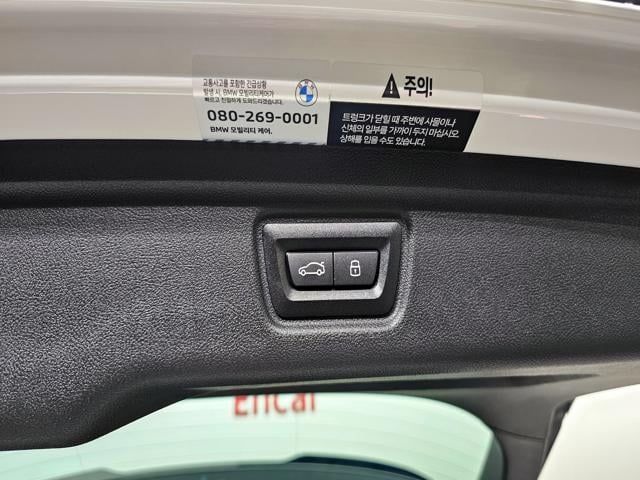 교통사고를 포함한 긴급상황
발생 시, BMW 모빌리티케어가
빠르고 친절하게 도와드리겠습니다.
080-269-0001
BMW 모빌리티 케어.
주의!
트렁크가 닫힐 때 주변에 사물이나
신체의 일부를 가까이 두지 마십시오.
상해를 입을 수도 있습니다.
Encar